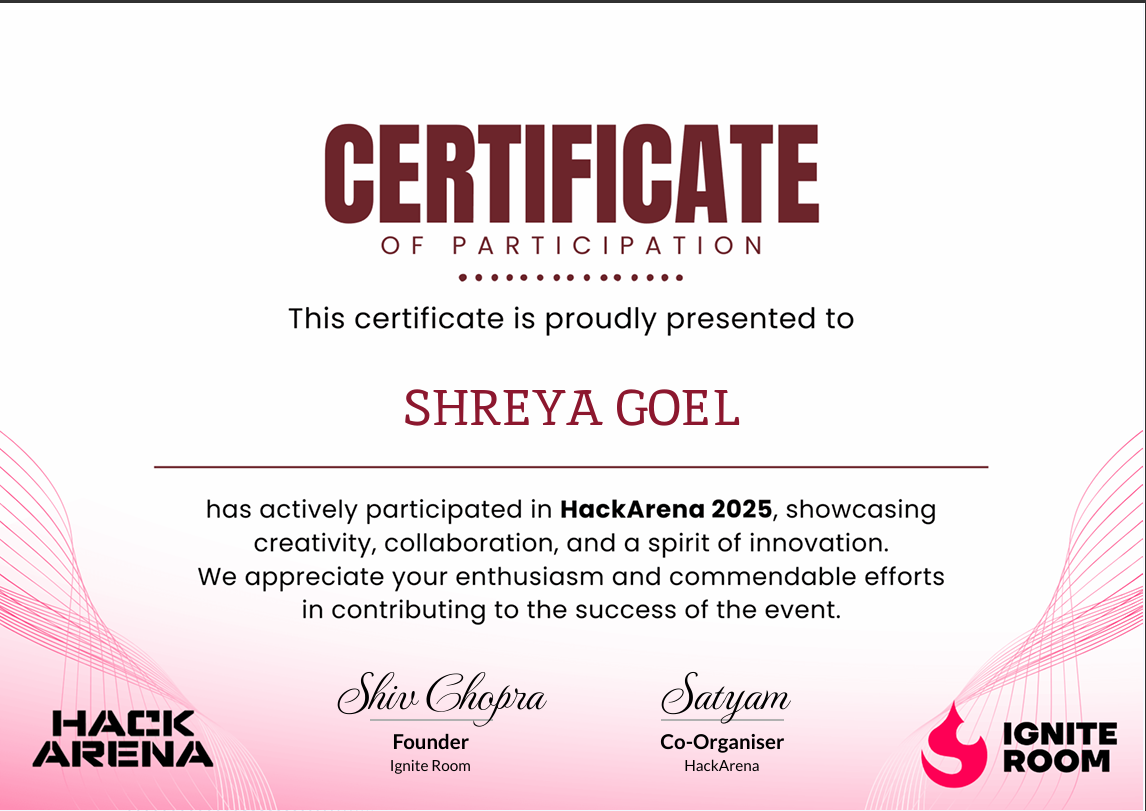 CERTIFICATE
OF PARTICIPATION
This certificate is proudly presented to
SHREYA GOEL
has actively participated in HackArena 2025, showcasing
creativity, collaboration, and a spirit of innovation.
We appreciate your enthusiasm and commendable efforts
in contributing to the success of the event.
Shiv Chopra
Founder
Ignite Room
Satyam
Co-Organiser
HackArena
HACK
ARENA
IGNITE
ROOM